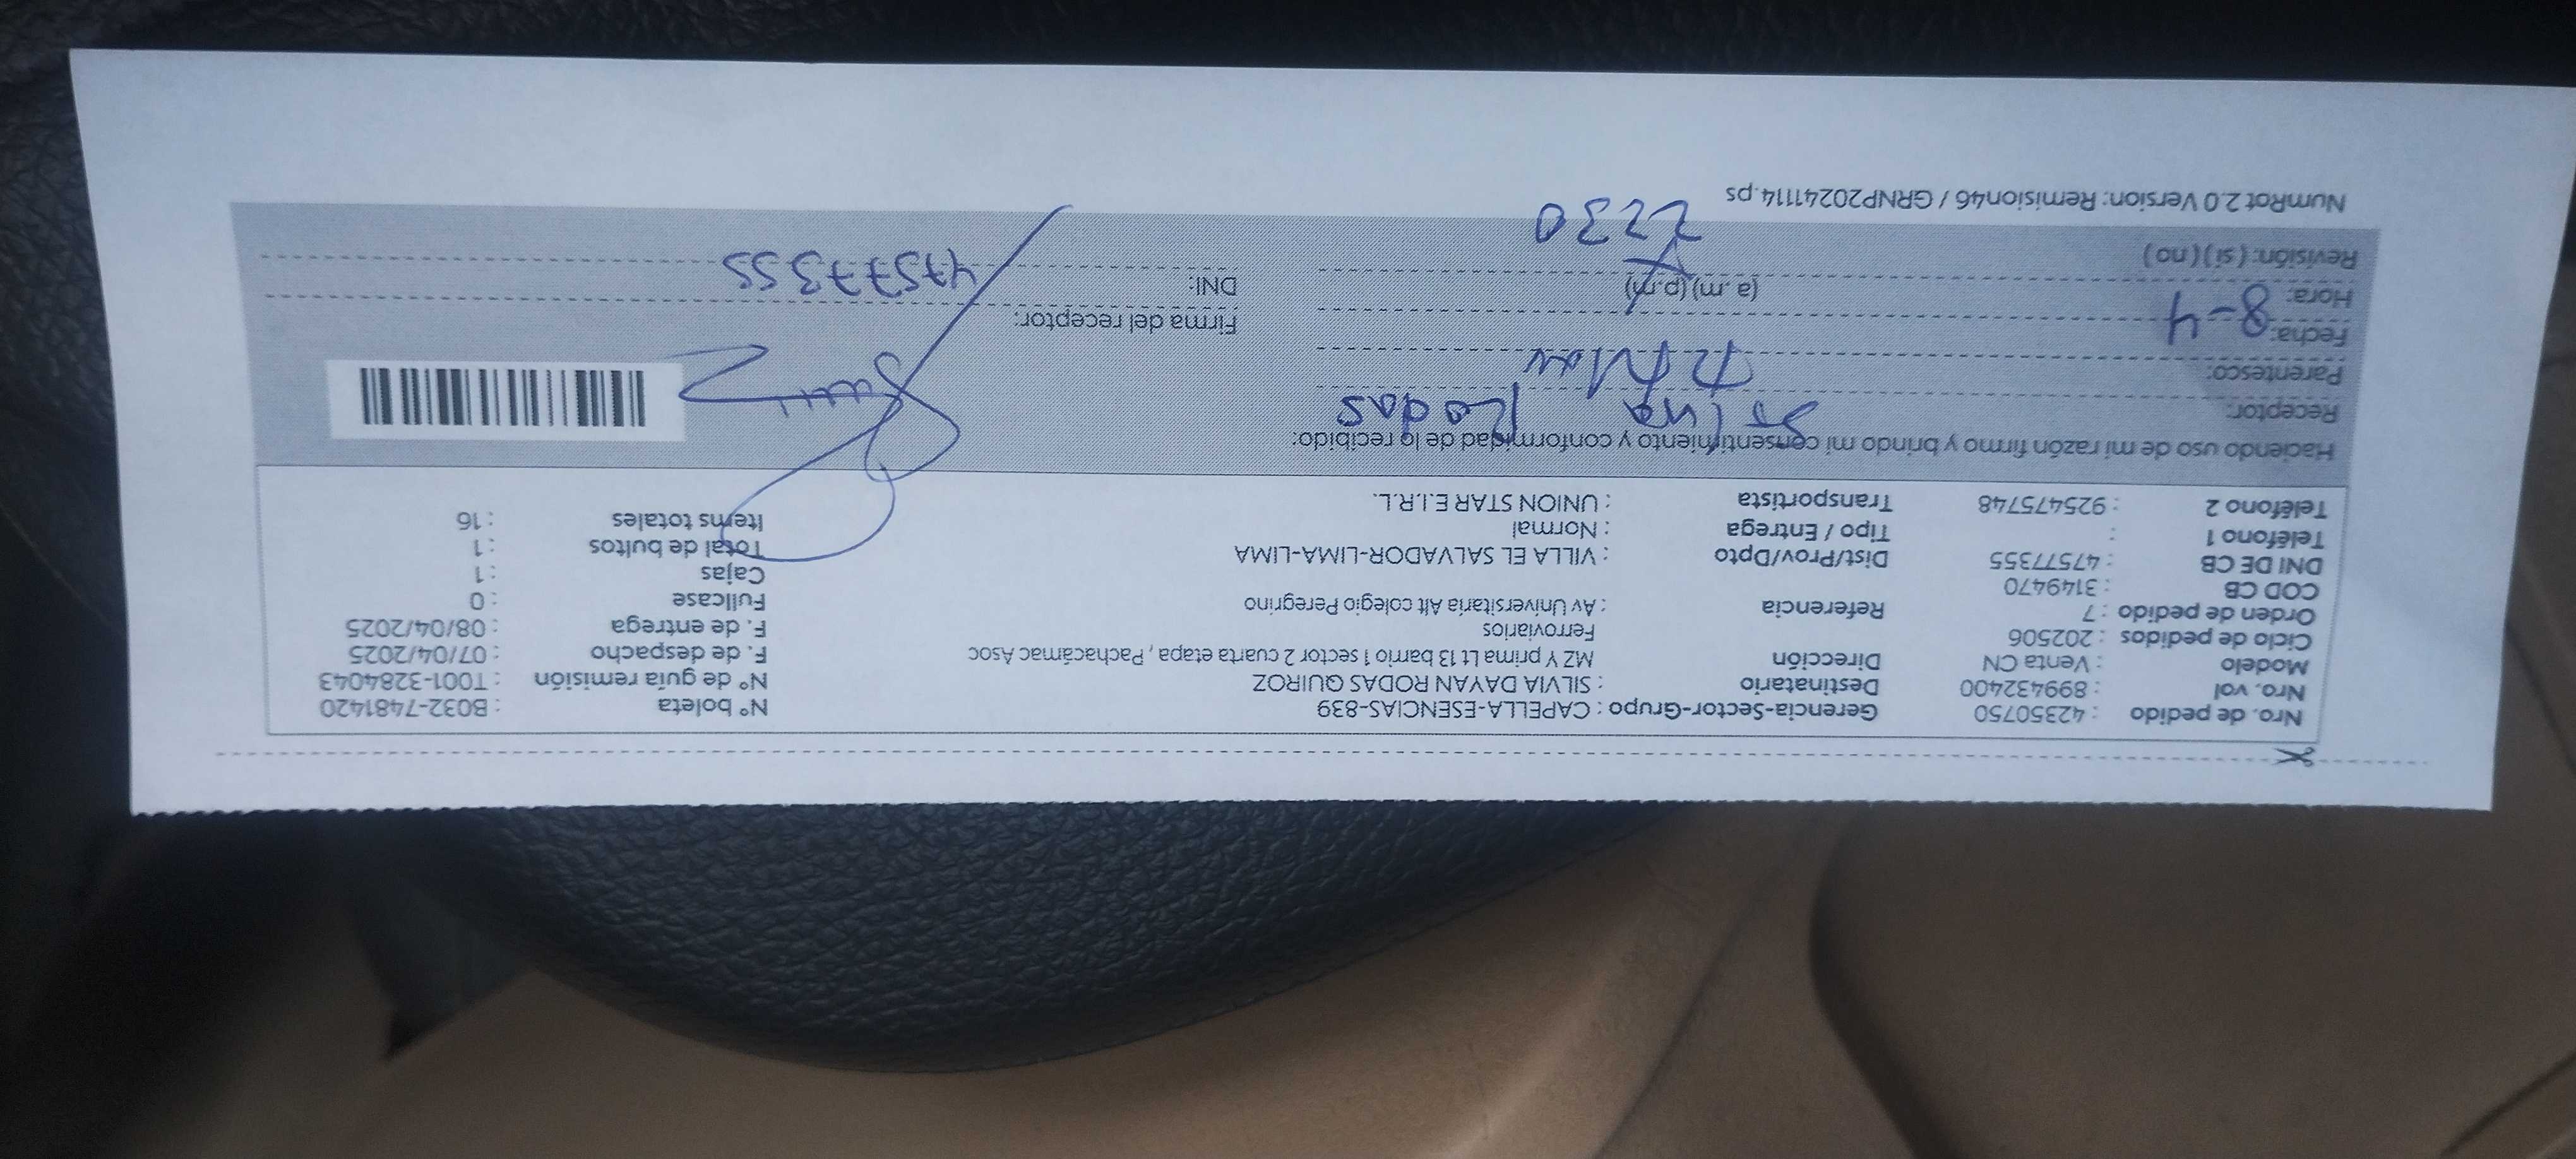 Nro. de pedido : 42350750 Gerencia-Sector-Grupo : CAPELLA-ESENCIAS-839 N° boleta : B032-7481420
Nro. vol : 899432400 Destinatario : SILVIA DAYAN RODAS QUIROZ N° de guía remisión : T001-3284043
Modelo : Venta CN Dirección MZ Y prima Lt 13 barrio 1 sector 2 cuarta etapa , Pachacámac Asoc F. de despacho : 07/04/2025
Ciclo de pedidos : 202506 Ferroviarios F. de entrega : 08/04/2025
Orden de pedido : 7 Referencia : Av Universitaria Alt colegio Peregrino Fullcase : 0
COD CB : 3149470 Cajas : 1
DNI DE CB : 47577355 Dist/Prov/Dpto : VILLA EL SALVADOR-LIMA-LIMA Total de bultos : 1
Teléfono 1 : Tipo / Entrega : Normal Items totales : 16
Teléfono 2 : 925475748 Transportista : UNION STAR E.I.R.L.
Haciendo uso de mi razón firmo y brindo mi consentimiento y conformidad de lo recibido:
Receptor: Rodas
Parentesco:
Fecha: 8-4 Firma del receptor:
Hora: (a.m) (p.m) DNI: 47577355
Revisión: ( si ) ( no ) 2230
NumRot 2.0 Version: Remision46 / GRNP20241114.ps